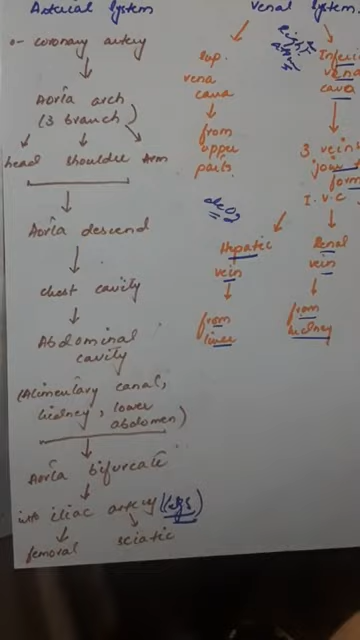 Arterial System
o- coronary artery
Aorta arch
(3 branch)
head shoulder Arm
Aorta descend
chest cavity
Abdominal
cavity
(Alimentary canal,
kidney, lower
abdomen)
Aorta bifurcate
into iliac artery (legs)
femoral sciatic
Venal System
Sup.
vena
cava
from
upper
parts.
deO2
Inferio
vena
cava
3 veins
join
form
I.V.C
Hepatic
vein
from
liver
Renal
vein
from
kidney